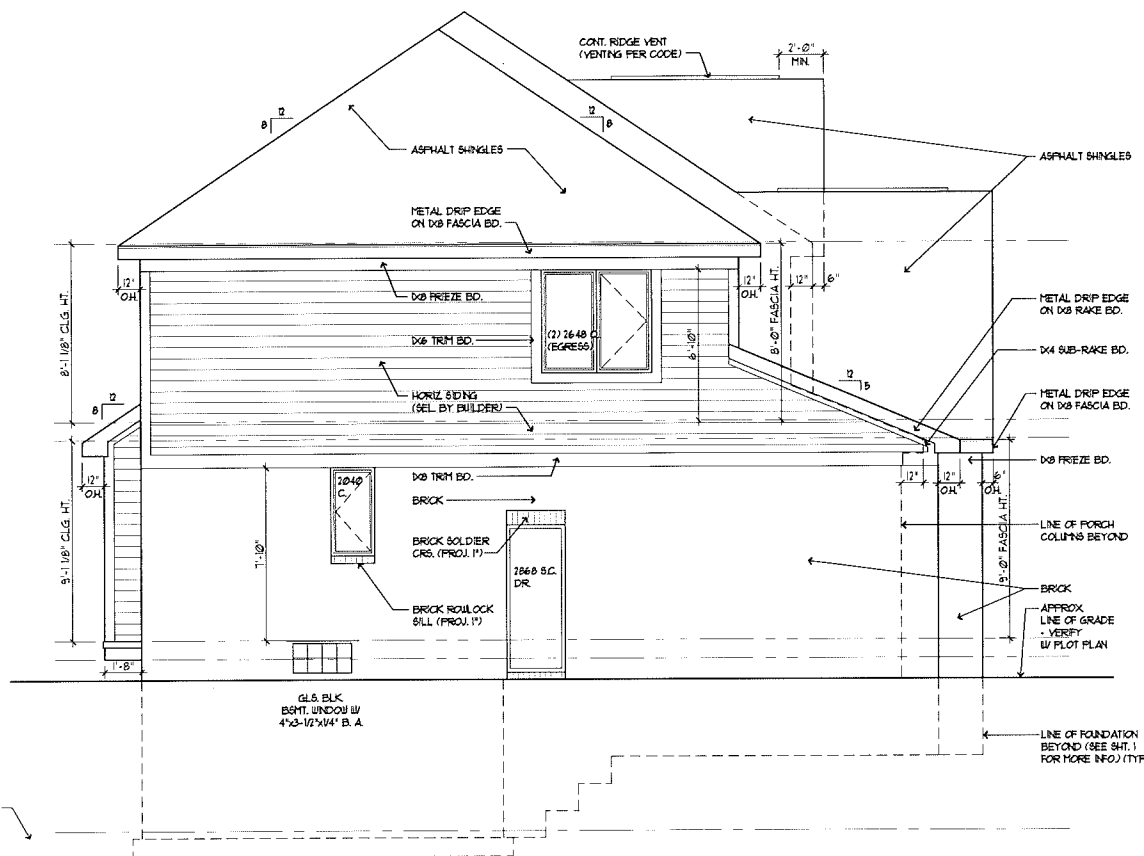 CONT. RIDGE VENT
(VENTING PER CODE)
2'-0"
MIN.
12
8
12
8
ASPHALT SHINGLES
ASPHALT SHINGLES
METAL DRIP EDGE
ON 1X8 FASCIA BD.
12"
O.H.
12"
O.H.
12"
6"
1X8 FRIEZE BD.
8'-1 1/8" CLG. HT.
1X6 TRIM BD.
(2) 2648 C.
(EGRESS)
6'-10"
8'-0" FASCIA HT.
METAL DRIP EDGE
ON 1X8 RAKE BD.
1X4 SUB-RAKE BD.
12
5
HORIZ SIDING
(SEL BY BUILDER)
12
8
METAL DRIP EDGE
ON 1X8 FASCIA BD.
1X8 FRIEZE BD.
1X8 TRIM BD.
12"
O.H.
2040
C.
BRICK
12"
12"
O.H.
6"
O.H.
9'-1 1/8" CLG. HT.
7'-10"
BRICK SOLDIER
CRS. (PROJ. 1")
2868 S.C.
DR.
9'-0" FASCIA HT.
LINE OF PORCH
COLUMNS BEYOND
BRICK
BRICK ROWLOCK
SILL (PROJ. 1")
APPROX.
LINE OF GRADE
- VERIFY
W/ PLOT PLAN
1'-8"
GLS. BLK.
BSMT. WINDOW W/
4"x3-1/2"x1/4" B. A.
LINE OF FOUNDATION
BEYOND (SEE SHT. 1
FOR MORE INFO.) (TYP